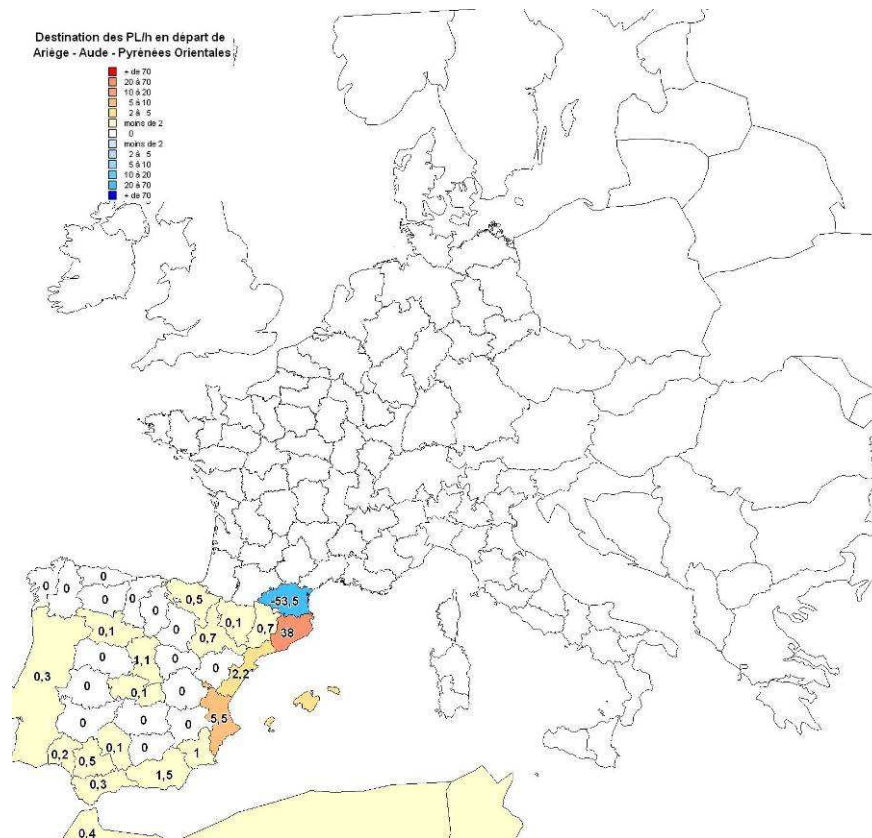 Destination des PL/h en départ de
Ariège - Aude - Pyrénées Orientales
+ de 70
20 à 70
10 à 20
5 à 10
2 à 5
moins de 2
0
moins de 2
2 à 5
5 à 10
10 à 20
20 à 70
+ de 70
0
0 0 0 0,5
-53,5
0 0 0,1
0,1 0 0,7 0,7 38
0,3 0 1,1 0 0 2,2
0 0,1 0
0 0 0 5,5
0,2 0,5 0,1 0 1
0,3 1,5
0,4